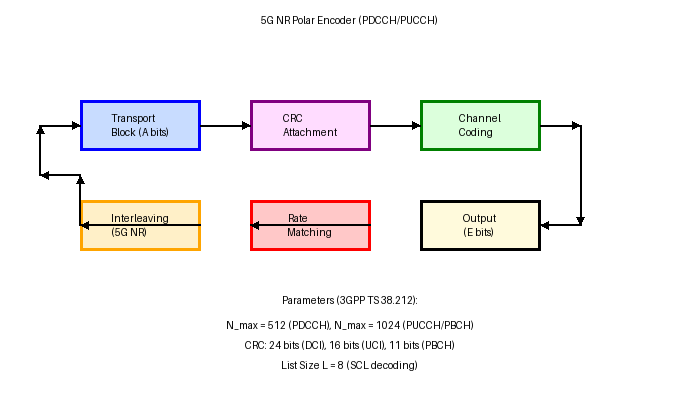 5G NR Polar Encoder (PDCCH/PUCCH)
Transport
Block (A bits)
CRC
Attachment
Channel
Coding
Interleaving
(5G NR)
Rate
Matching
Output
(E bits)
Parameters (3GPP TS 38.212):
N_max = 512 (PDCCH), N_max = 1024 (PUCCH/PBCH)
CRC: 24 bits (DCI), 16 bits (UCI), 11 bits (PBCH)
List Size L = 8 (SCL decoding)